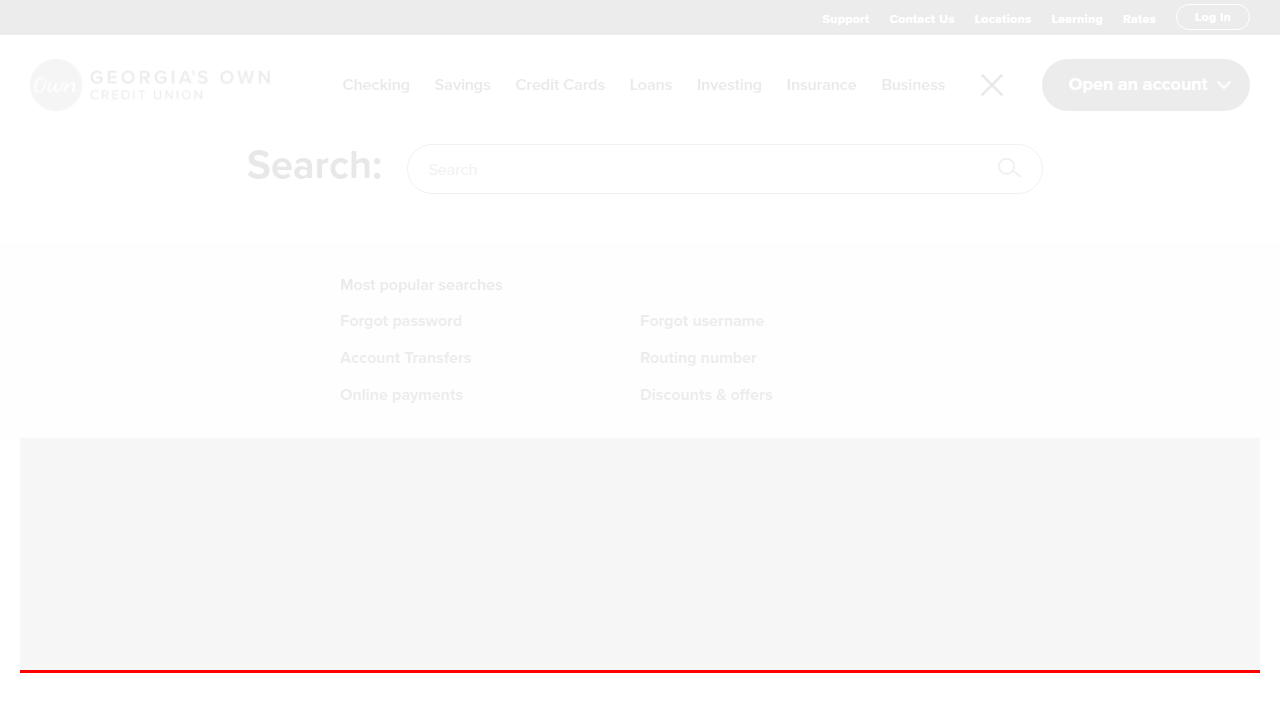 Support Contact Us Locations Learning Rates Log In
Own GEORGIA'S OWN
CREDIT UNION
Checking Savings Credit Cards Loans Investing Insurance Business
Open an account
Search:
Search
Most popular searches
Forgot password Forgot username
Account Transfers Routing number
Online payments Discounts & offers